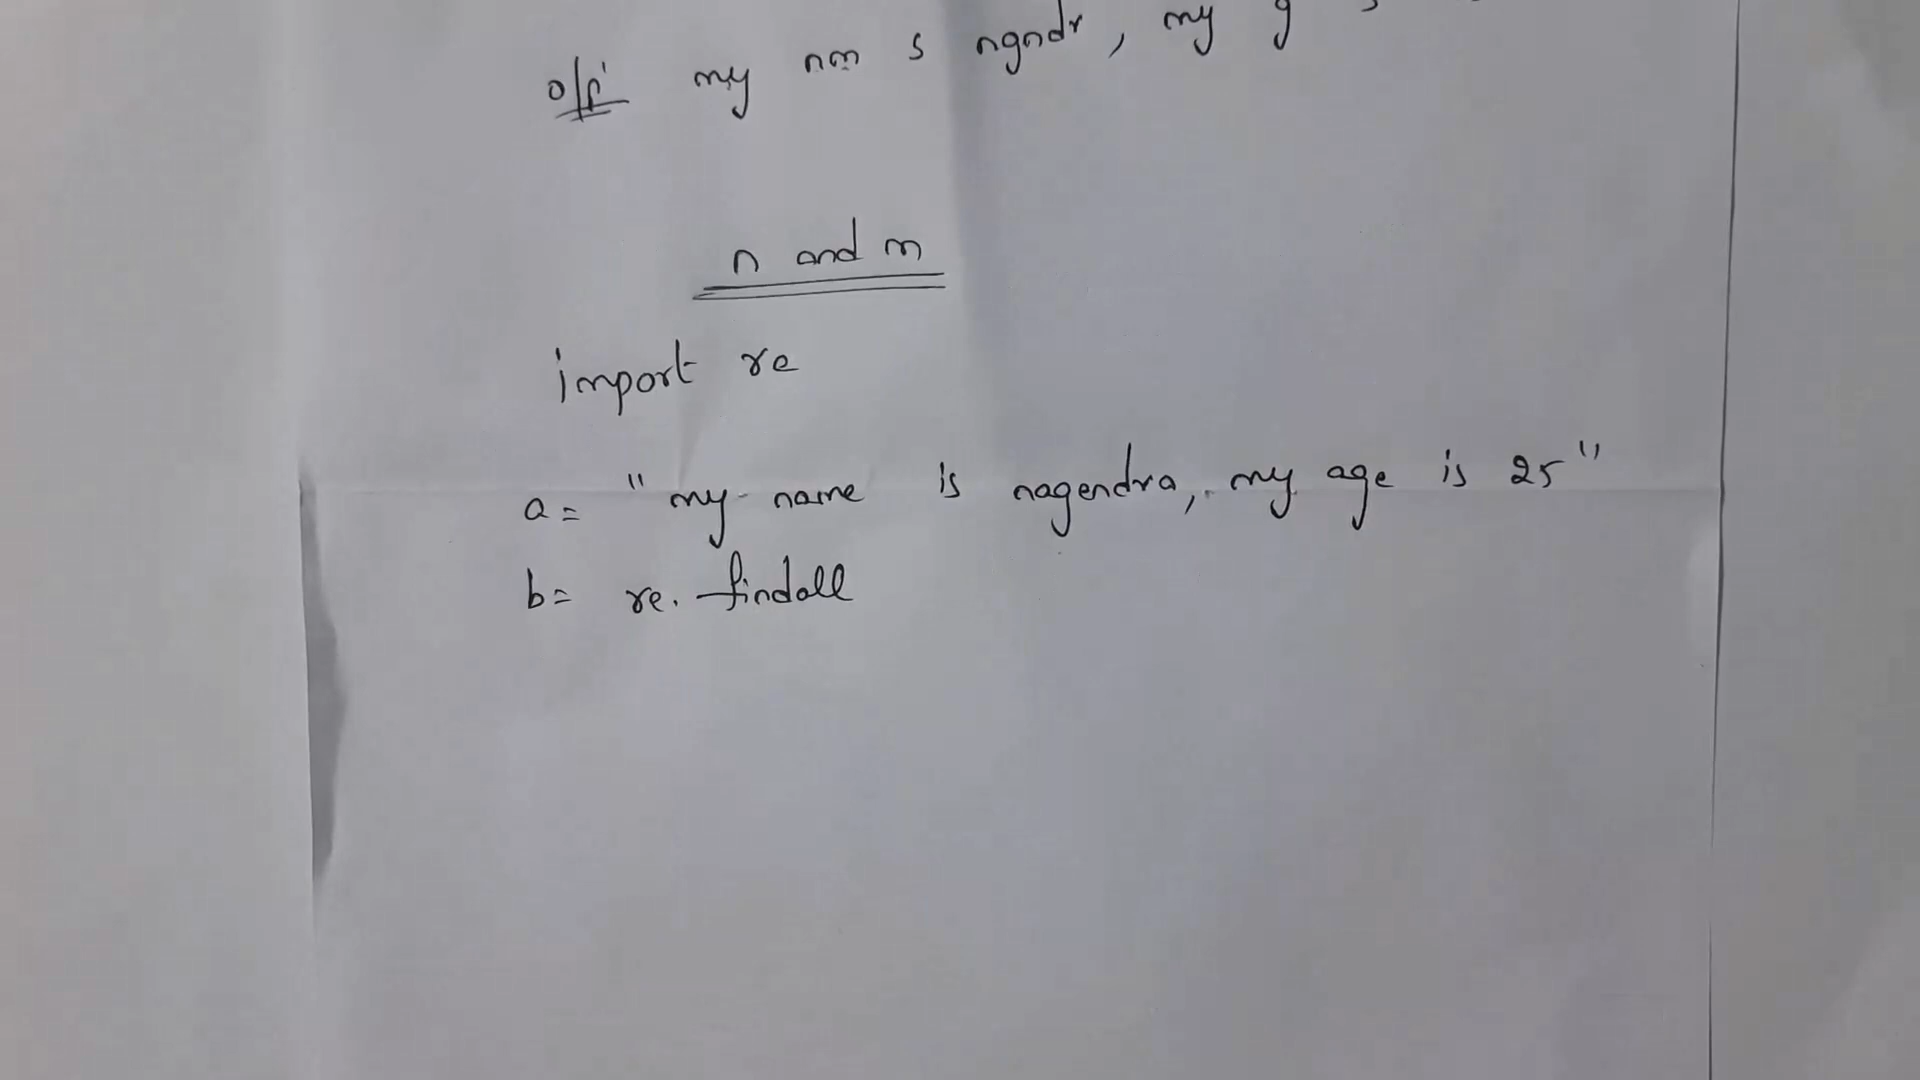 o/p my nm s ngndr, my g
n and m
import re
a= "my name is nagendra, my age is 25"
b= re. findall